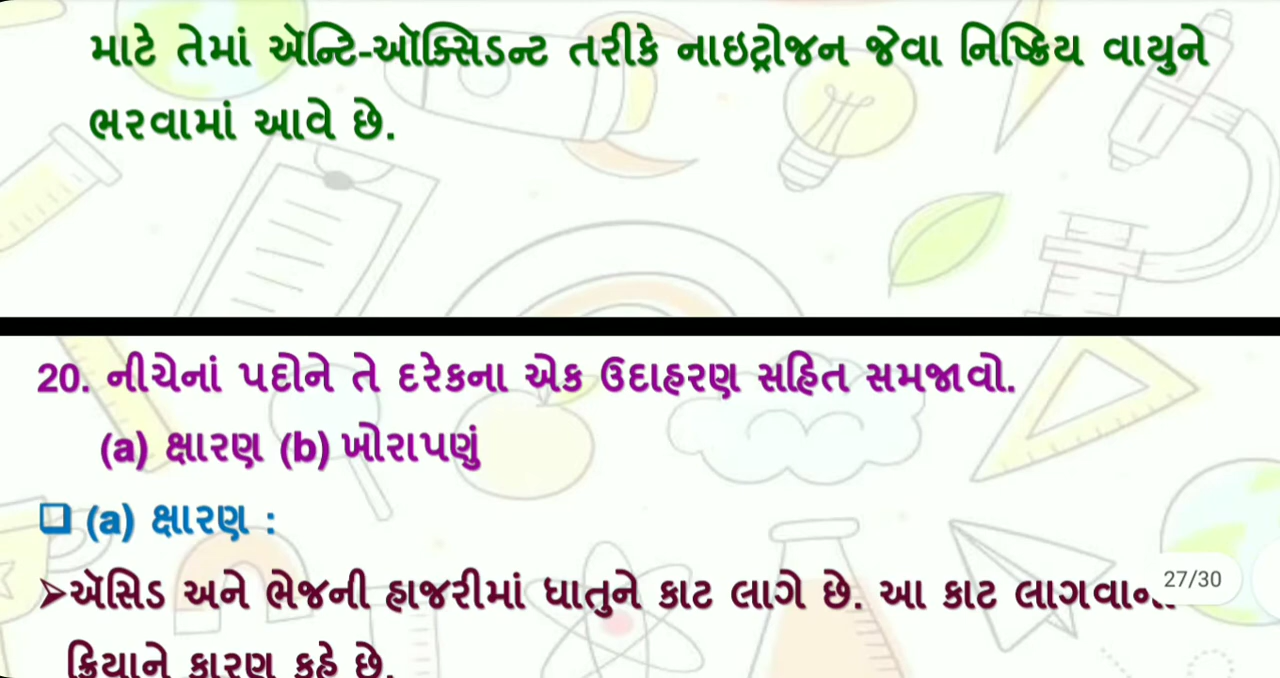 માટે તેમાં ઍન્ટિ-ઑક્સિડન્ટ તરીકે નાઇટ્રોજન જેવા નિષ્ક્રિય વાયુને
ભરવામાં આવે છે.
20. નીચેનાં પદોને તે દરેકના એક ઉદાહરણ સહિત સમજાવો.
(a) ક્ષારણ (b) ખોરાપણું
❑ (a) ક્ષારણ :
➢ઍસિડ અને ભેજની હાજરીમાં ધાતુને કાટ લાગે છે. આ કાટ
27/30
ક્રિયાને કારણ કહે છે.